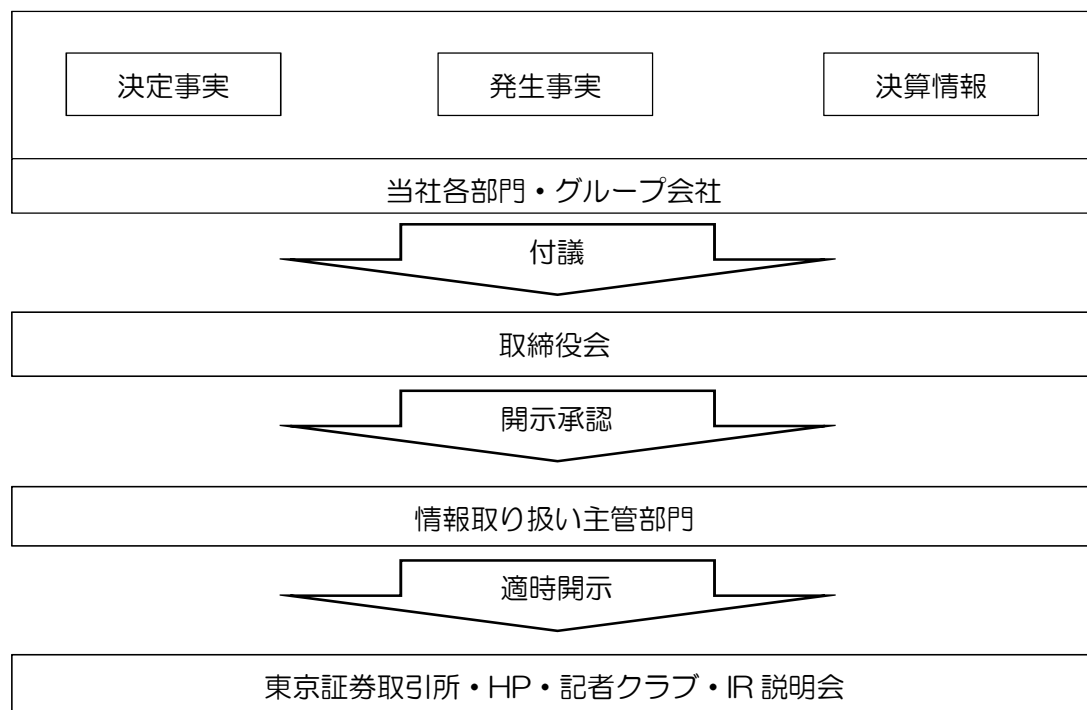 決定事実
発生事実
決算情報
当社各部門・グループ会社
付議
取締役会
開示承認
情報取り扱い主管部門
適時開示
東京証券取引所・HP・記者クラブ・IR 説明会